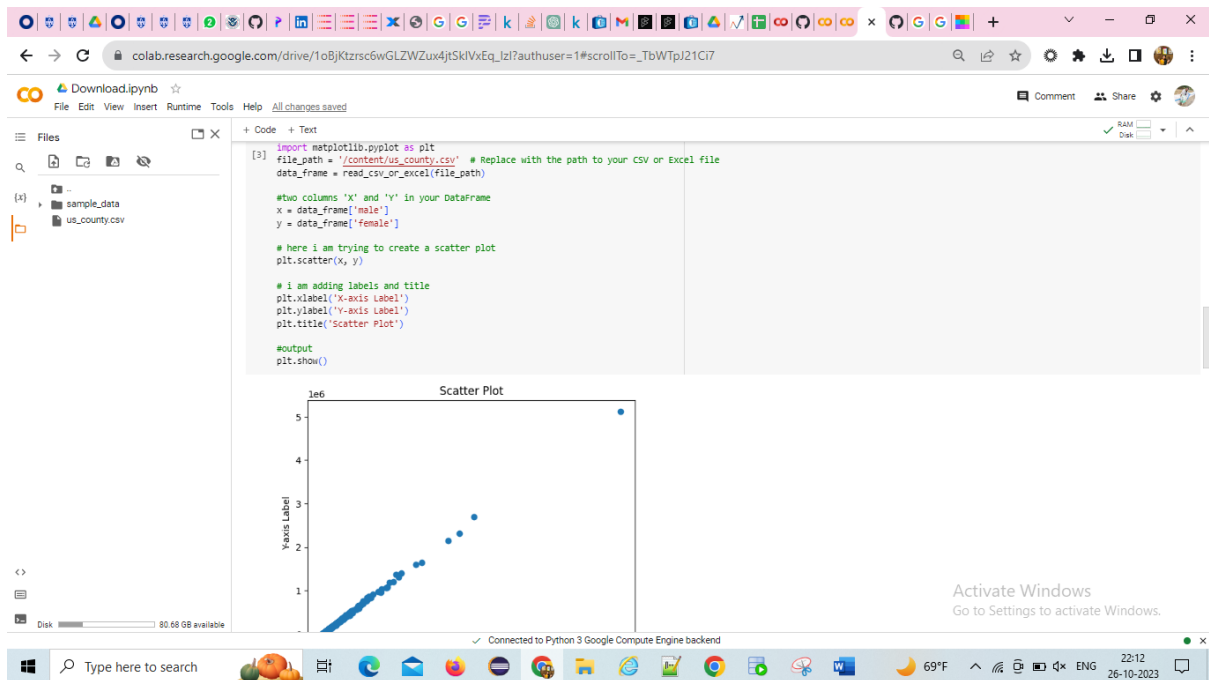 colab.research.google.com/drive/1oBjKtzrsc6wGLZWZux4jtSkIVxEq_IzI?authuser=1#scrollTo=_TbWTpJ21Ci7
Download.ipynb
File Edit View Insert Runtime Tools Help All changes saved
Comment Share
Files
+ Code + Text
RAM
Disk
..
sample_data
us_county.csv
{x}
[3]
import matplotlib.pyplot as plt
file_path = '/content/us_county.csv' # Replace with the path to your CSV or Excel file
data_frame = read_csv_or_excel(file_path)
#two columns 'X' and 'Y' in your DataFrame
x = data_frame['male']
y = data_frame['female']
# here i am trying to create a scatter plot
plt.scatter(x, y)
# i am adding labels and title
plt.xlabel('X-axis Label')
plt.ylabel('Y-axis Label')
plt.title('Scatter Plot')
#output
plt.show()
Scatter Plot
1e6
5
4
3
2
1
Y-axis Label
Disk 80.68 GB available
Activate Windows
Go to Settings to activate Windows.
Connected to Python 3 Google Compute Engine backend
Type here to search
69°F
ENG
22:12
26-10-2023